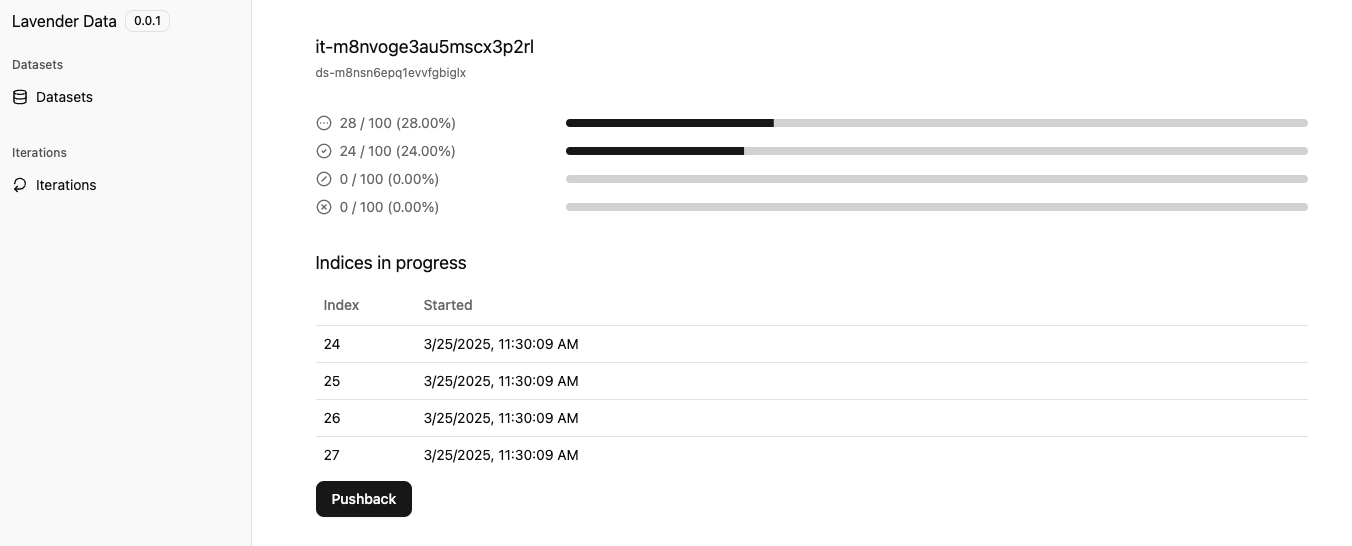 Lavender Data 0.0.1
Datasets
Datasets
Iterations
Iterations
it-m8nvoge3au5mscx3p2rl
ds-m8nsn6epq1evvfgbiglx
28 / 100 (28.00%)
24 / 100 (24.00%)
0 / 100 (0.00%)
0 / 100 (0.00%)
Indices in progress
Index Started
24 3/25/2025, 11:30:09 AM
25 3/25/2025, 11:30:09 AM
26 3/25/2025, 11:30:09 AM
27 3/25/2025, 11:30:09 AM
Pushback